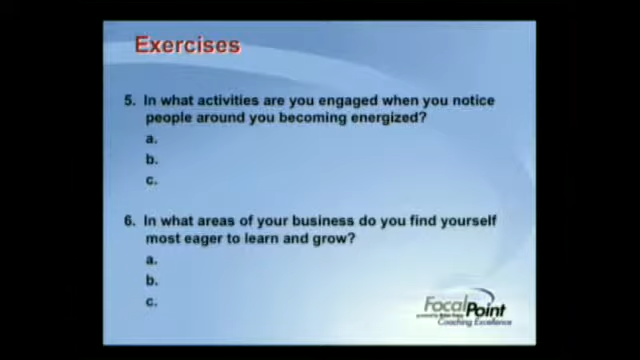 Exercises
5. In what activities are you engaged when you notice
people around you becoming energized?
a.
b.
c.
6. In what areas of your business do you find yourself
most eager to learn and grow?
a.
b.
c.
FocalPoint
Coaching Excellence